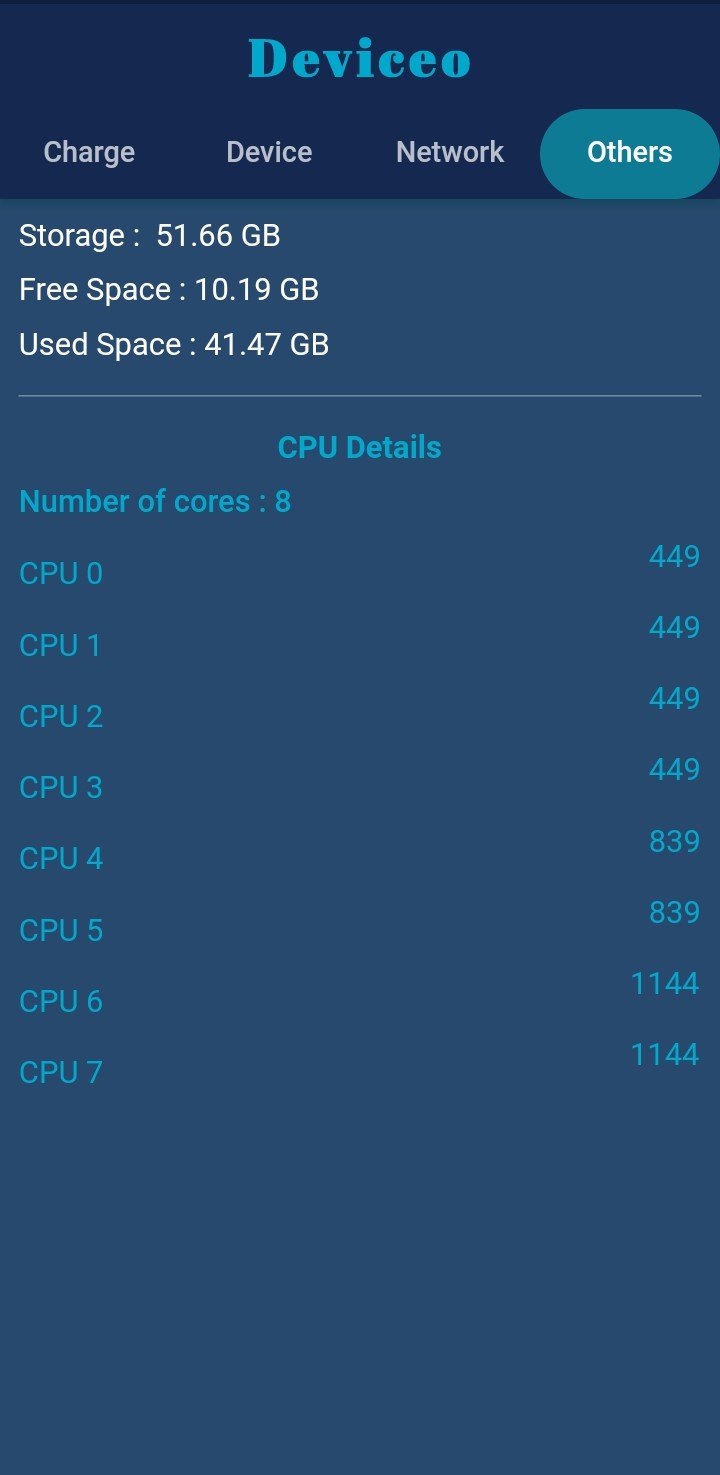 Deviceo
Charge Device Network Others
Storage :  51.66 GB
Free Space : 10.19 GB
Used Space : 41.47 GB
CPU Details
Number of cores : 8
CPU 0 449
CPU 1 449
CPU 2 449
CPU 3 449
CPU 4 839
CPU 5 839
CPU 6 1144
CPU 7 1144